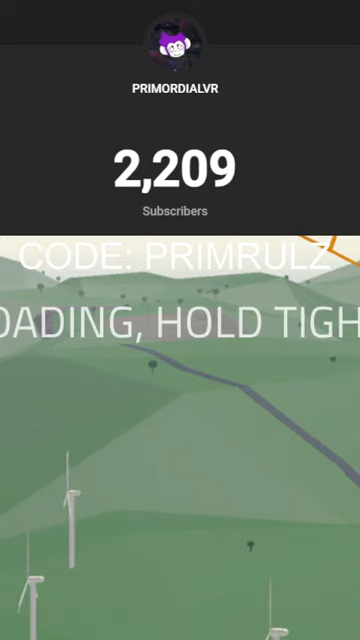 PRIMORDIALVR
2,209
Subscribers
CODE: PRIMRULZ
OADING, HOLD TIGH